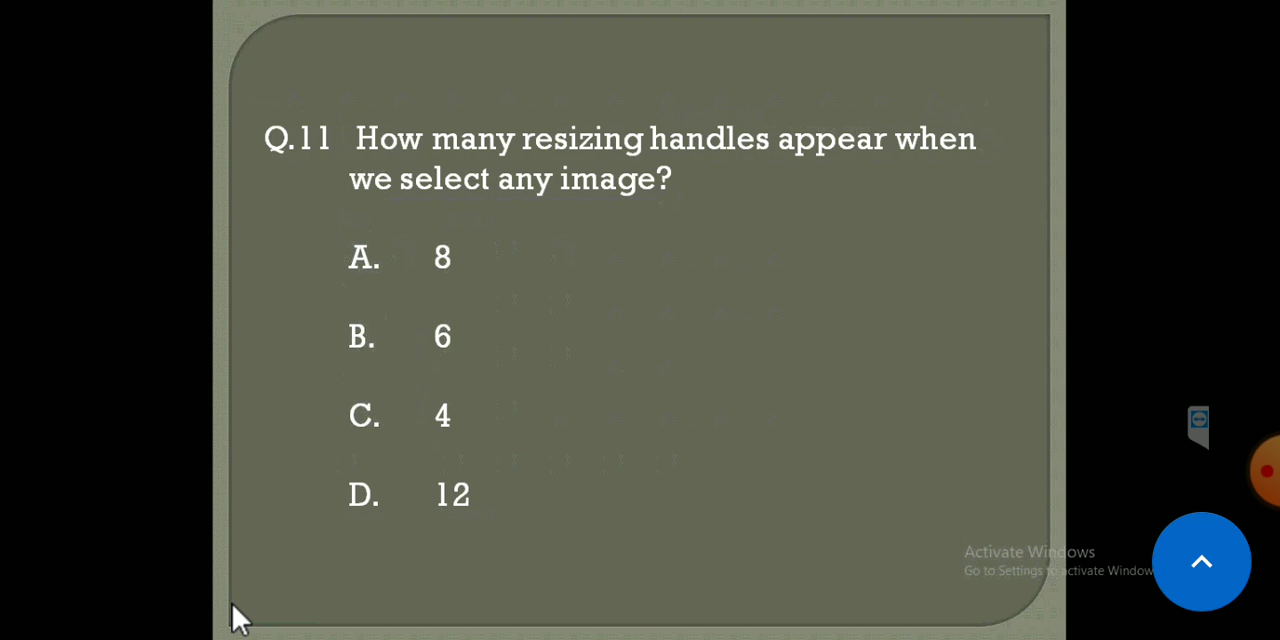 Q.11 How many resizing handles appear when
we select any image?
A. 8
B. 6
C. 4
D. 12
Activate Windows
Go to Settings to activate Window